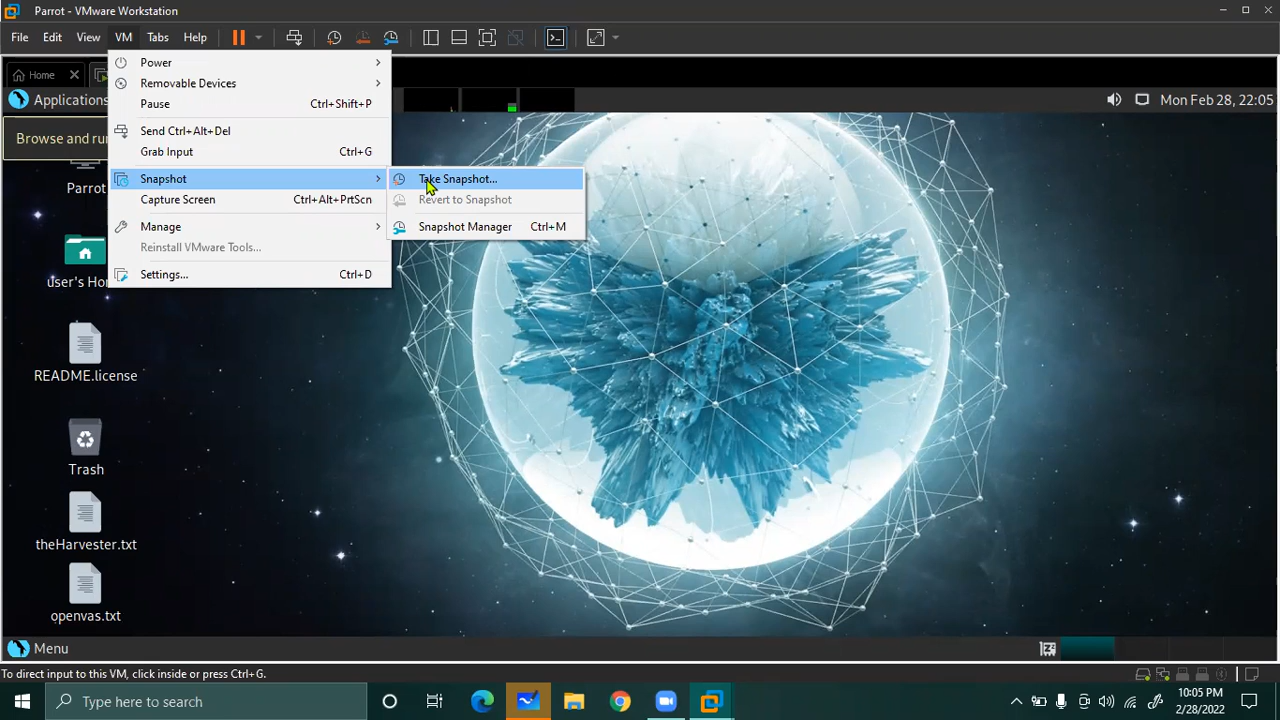 Parrot - VMware Workstation
File Edit View VM Tabs Help
Home
Power
Removable Devices
Pause Ctrl+Shift+P
Send Ctrl+Alt+Del
Grab Input Ctrl+G
Snapshot
Capture Screen Ctrl+Alt+PrtScn
Manage
Reinstall VMware Tools...
Settings... Ctrl+D
Take Snapshot...
Revert to Snapshot
Snapshot Manager Ctrl+M
Applications
Mon Feb 28, 22:05
Browse and
Parrot
README.license
Trash
theHarvester.txt
openvas.txt
Menu
To direct input to this VM, click inside or press Ctrl+G.
Type here to search
10:05 PM
2/28/2022